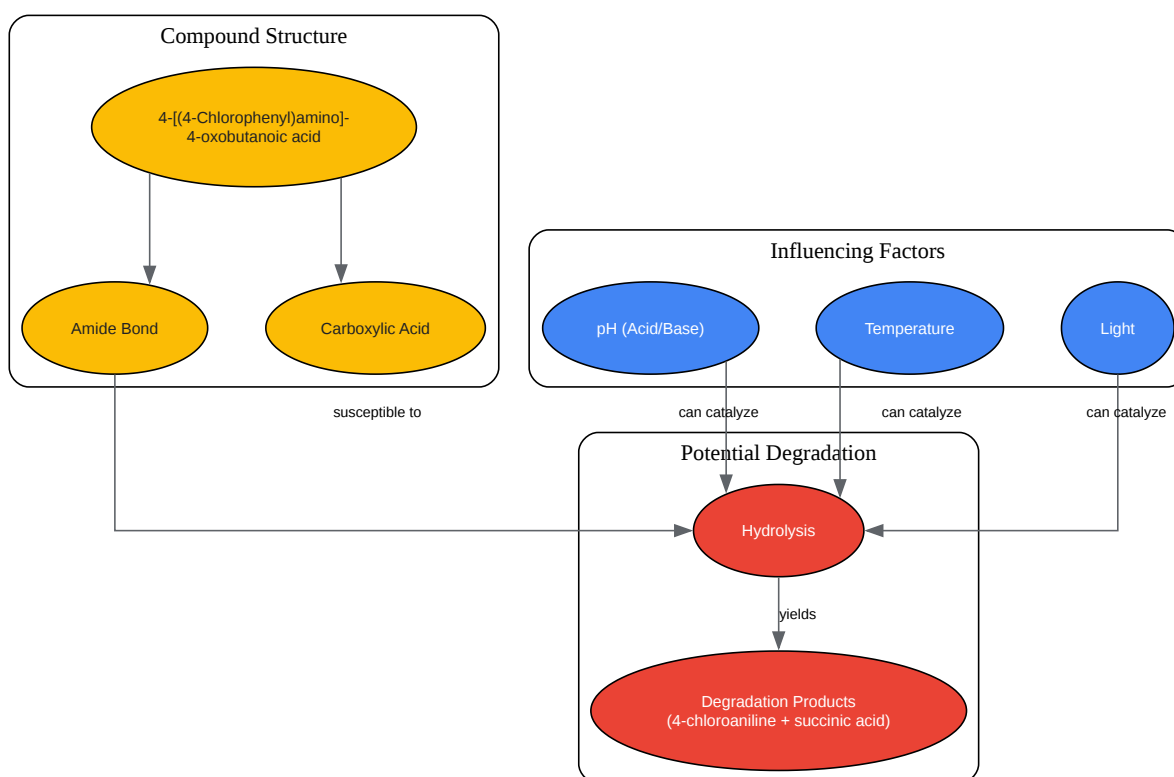 Compound Structure
4-[(4-Chlorophenyl)amino]-
4-oxobutanoic acid
Amide Bond
Carboxylic Acid
Influencing Factors
pH (Acid/Base)
Temperature
Light
susceptible to
can catalyze
can catalyze
can catalyze
Potential Degradation
Hydrolysis
yields
Degradation Products
(4-chloroaniline + succinic acid)